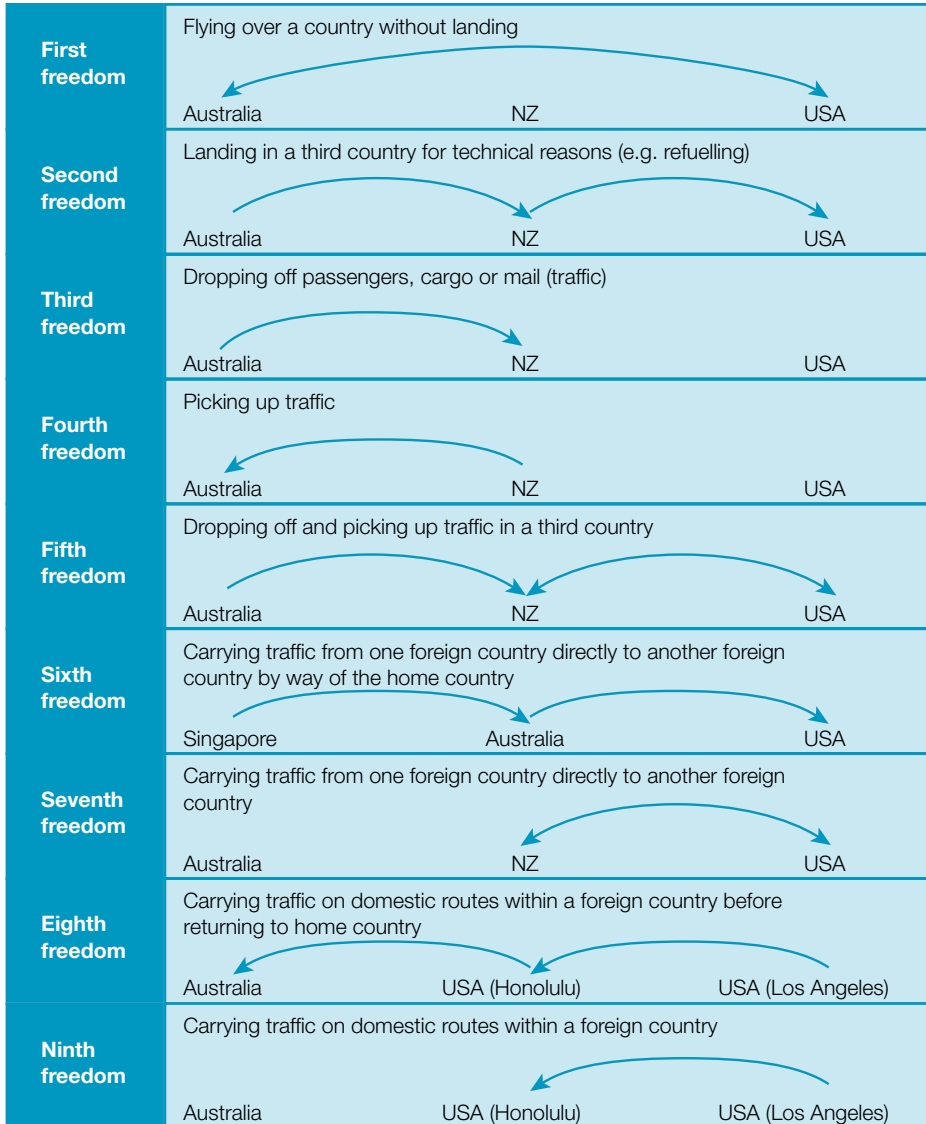 First
freedom
Flying over a country without landing
Australia NZ USA
Second
freedom
Landing in a third country for technical reasons (e.g. refuelling)
Australia NZ USA
Third
freedom
Dropping off passengers, cargo or mail (traffic)
Australia NZ USA
Fourth
freedom
Picking up traffic
Australia NZ USA
Fifth
freedom
Dropping off and picking up traffic in a third country
Australia NZ USA
Sixth
freedom
Carrying traffic from one foreign country directly to another foreign
country by way of the home country
Singapore Australia USA
Seventh
freedom
Carrying traffic from one foreign country directly to another foreign
country
Australia NZ USA
Eighth
freedom
Carrying traffic on domestic routes within a foreign country before
returning to home country
Australia USA (Honolulu) USA (Los Angeles)
Ninth
freedom
Carrying traffic on domestic routes within a foreign country
Australia USA (Honolulu) USA (Los Angeles)